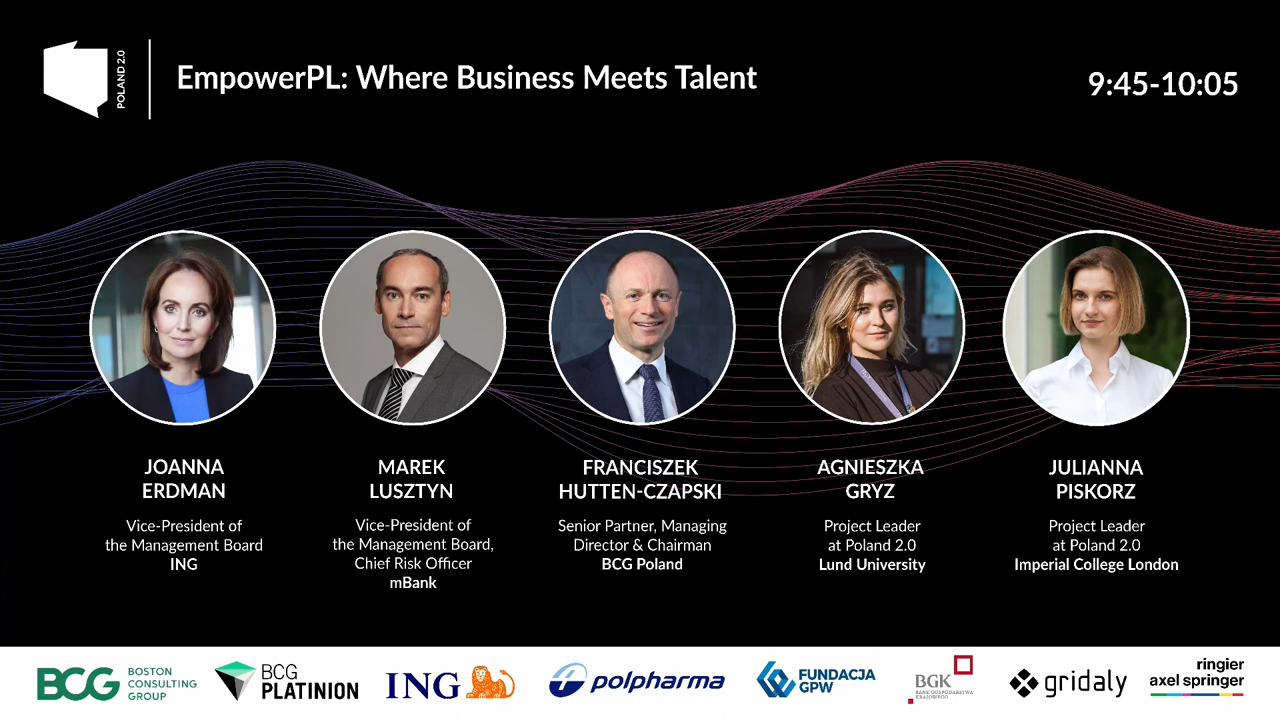 POLAND 2.0
EmpowerPL: Where Business Meets Talent
9:45-10:05
JOANNA
ERDMAN
Vice-President of
the Management Board
ING
MAREK
LUSZTYN
Vice-President of
the Management Board,
Chief Risk Officer
mBank
FRANCISZEK
HUTTEN-CZAPSKI
Senior Partner, Managing
Director & Chairman
BCG Poland
AGNIESZKA
GRYZ
Project Leader
at Poland 2.0
Lund University
JULIANNA
PISKORZ
Project Leader
at Poland 2.0
Imperial College London
BCG
BOSTON
CONSULTING
GROUP
BCG
PLATINION
ING
polpharma
FUNDACJA
GPW
BGK
BANK GOSPODARSTWA
KRAJOWEGO
gridaly
ringier
axel springer